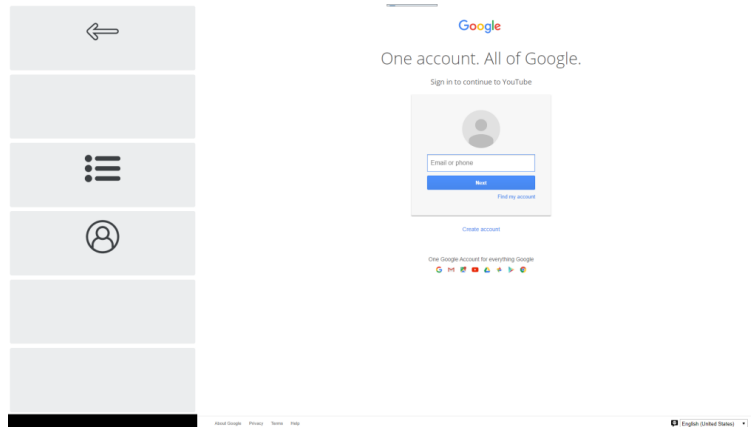 Google
One account. All of Google.
Sign in to continue to YouTube
Email or phone
Next
Find my account
Create account
One Google Account for everything Google
About Google Privacy Terms Help
English (United States)